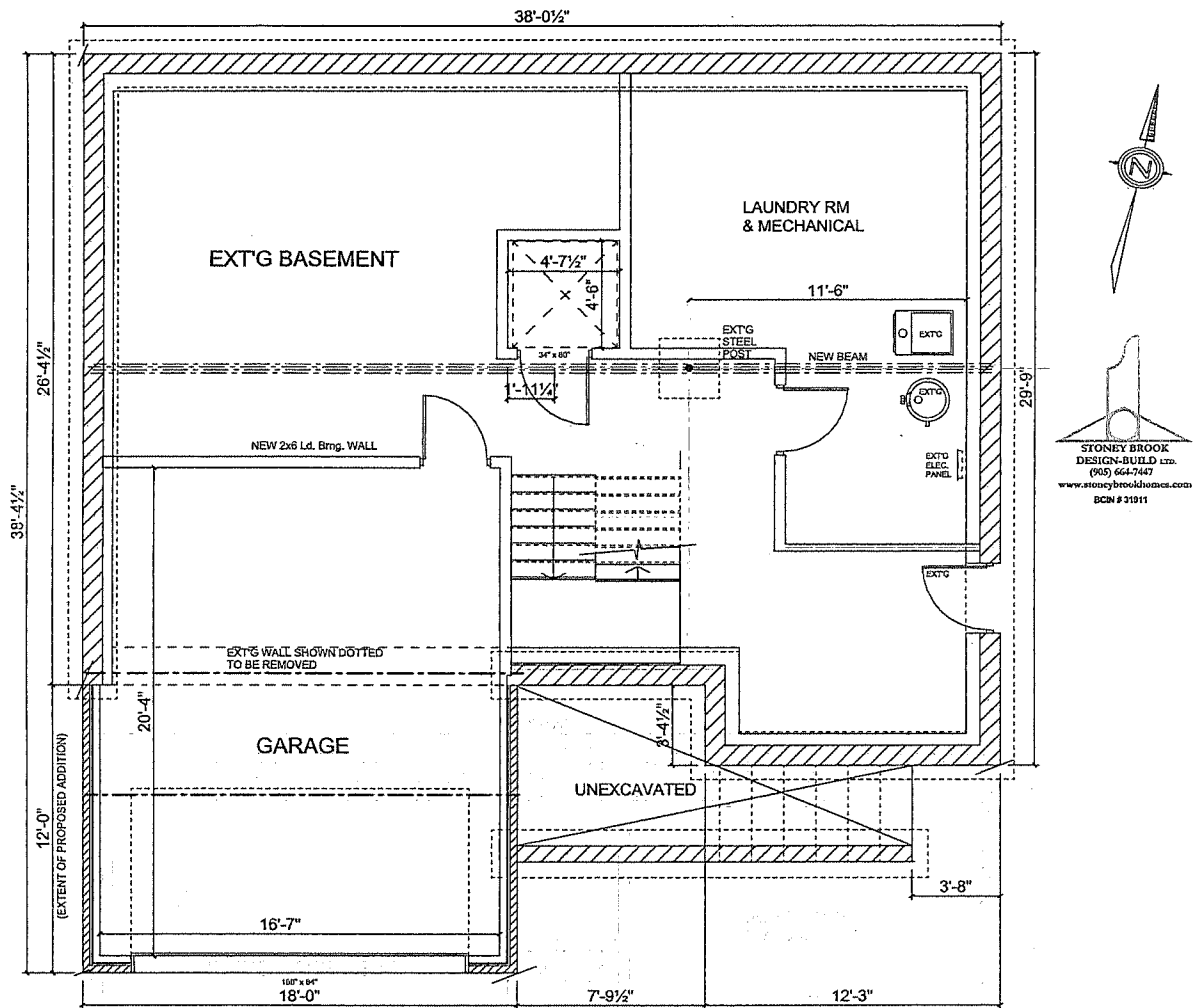 38'-0½"
EXT'G BASEMENT
LAUNDRY RM
& MECHANICAL
4'-7½"
4'-6"
11'-6"
EXT'G
EXT'G
STEEL
POST
34" x 80"
NEW BEAM
1'-11¼"
EXT'G
26'-4½"
38'-4½"
29'-9"
N
STONEY BROOK
DESIGN-BUILD LTD.
(905) 664-7447
www.stoneybrookhomes.com
BCIN # 31911
NEW 2x6 Ld. Brng. WALL
EXT'G
ELEC.
PANEL
EXT'G
EXT'G WALL SHOWN DOTTED
TO BE REMOVED
20'-4"
GARAGE
3'-4½"
UNEXCAVATED
12'-0"
(EXTENT OF PROPOSED ADDITION)
3'-8"
16'-7"
18'-0"
7'-9½"
12'-3"